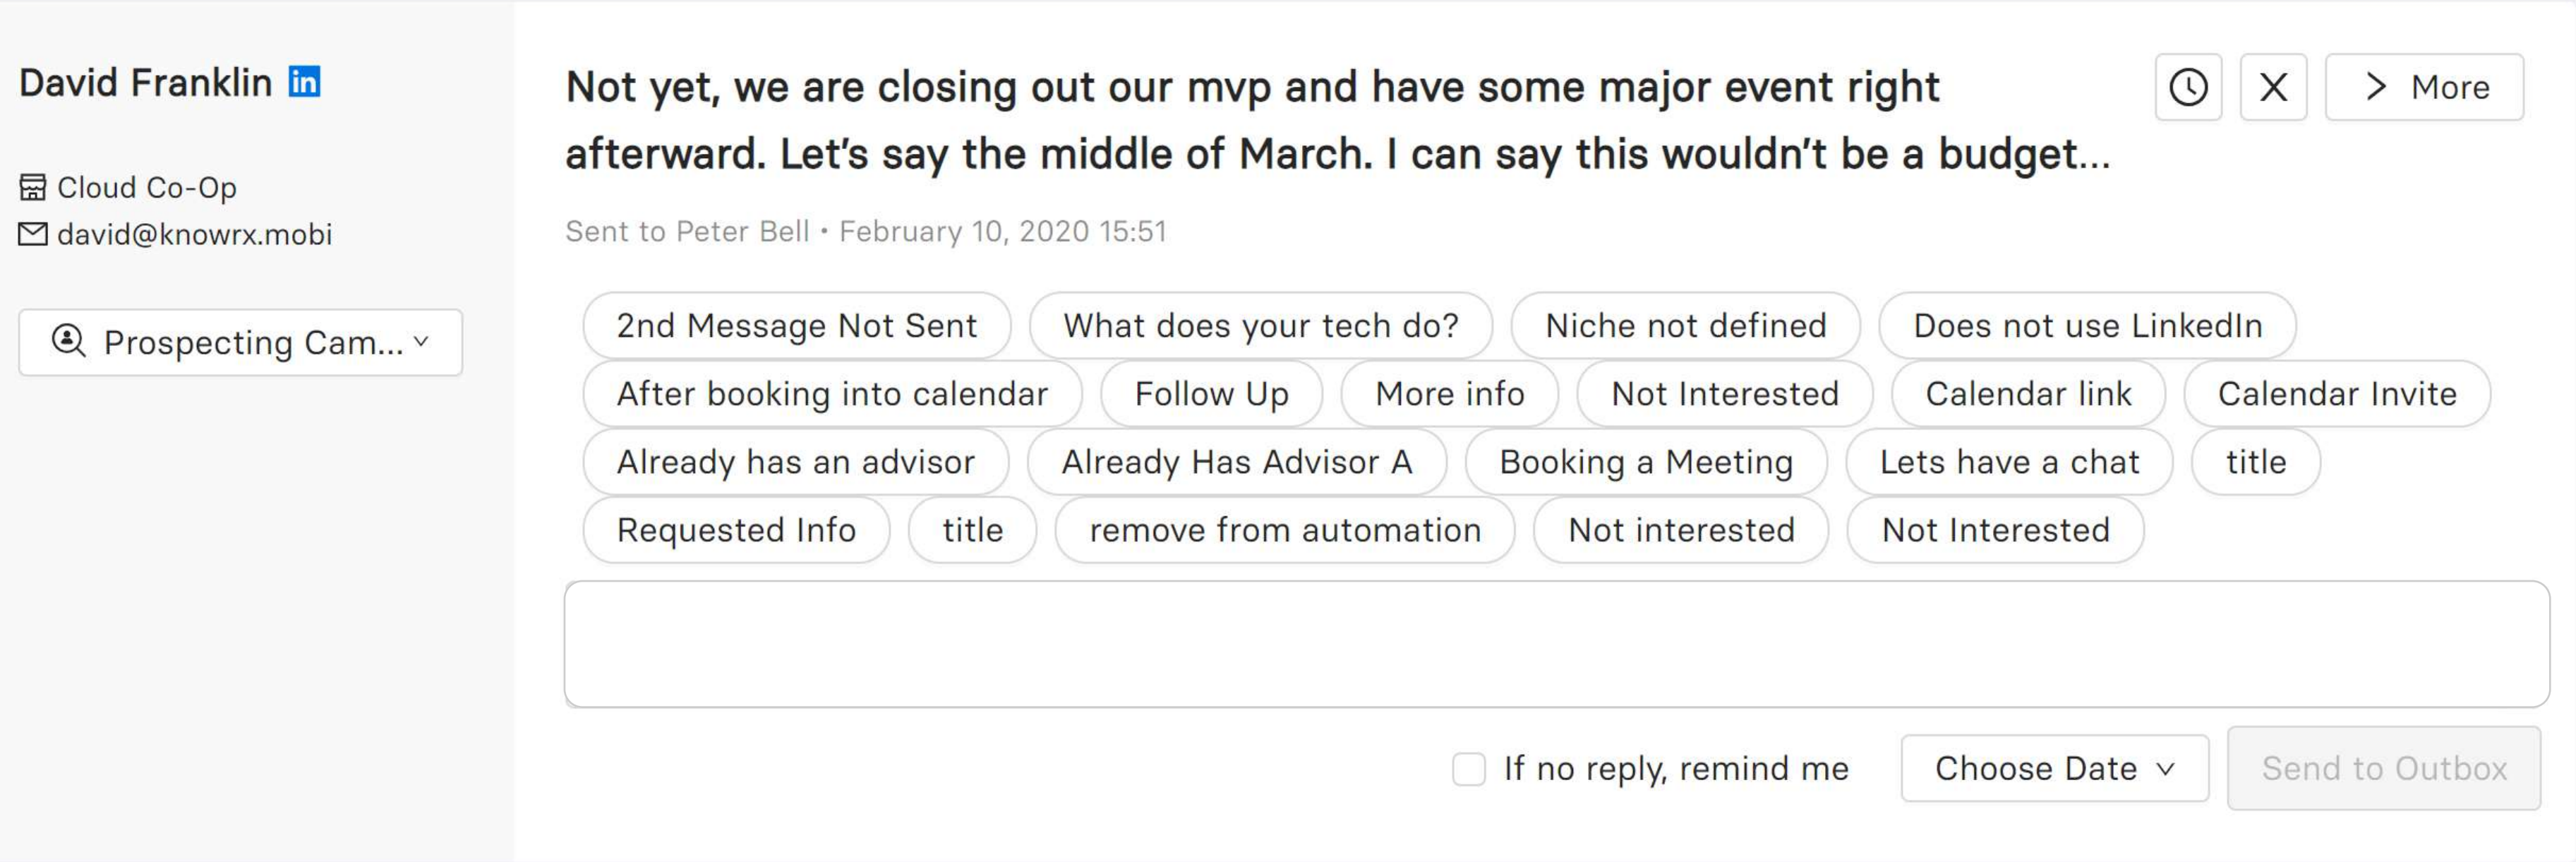 David Franklin in
Cloud Co-Op
david@knowrx.mobi
Prospecting Cam...
Not yet, we are closing out our mvp and have some major event right
afterward. Let's say the middle of March. I can say this wouldn't be a budget...
X
More
Sent to Peter Bell • February 10, 2020 15:51
2nd Message Not Sent What does your tech do? Niche not defined Does not use LinkedIn
After booking into calendar Follow Up More info Not Interested Calendar link Calendar Invite
Already has an advisor Already Has Advisor A Booking a Meeting Lets have a chat title
Requested Info title remove from automation Not interested Not Interested
If no reply, remind me Choose Date Send to Outbox